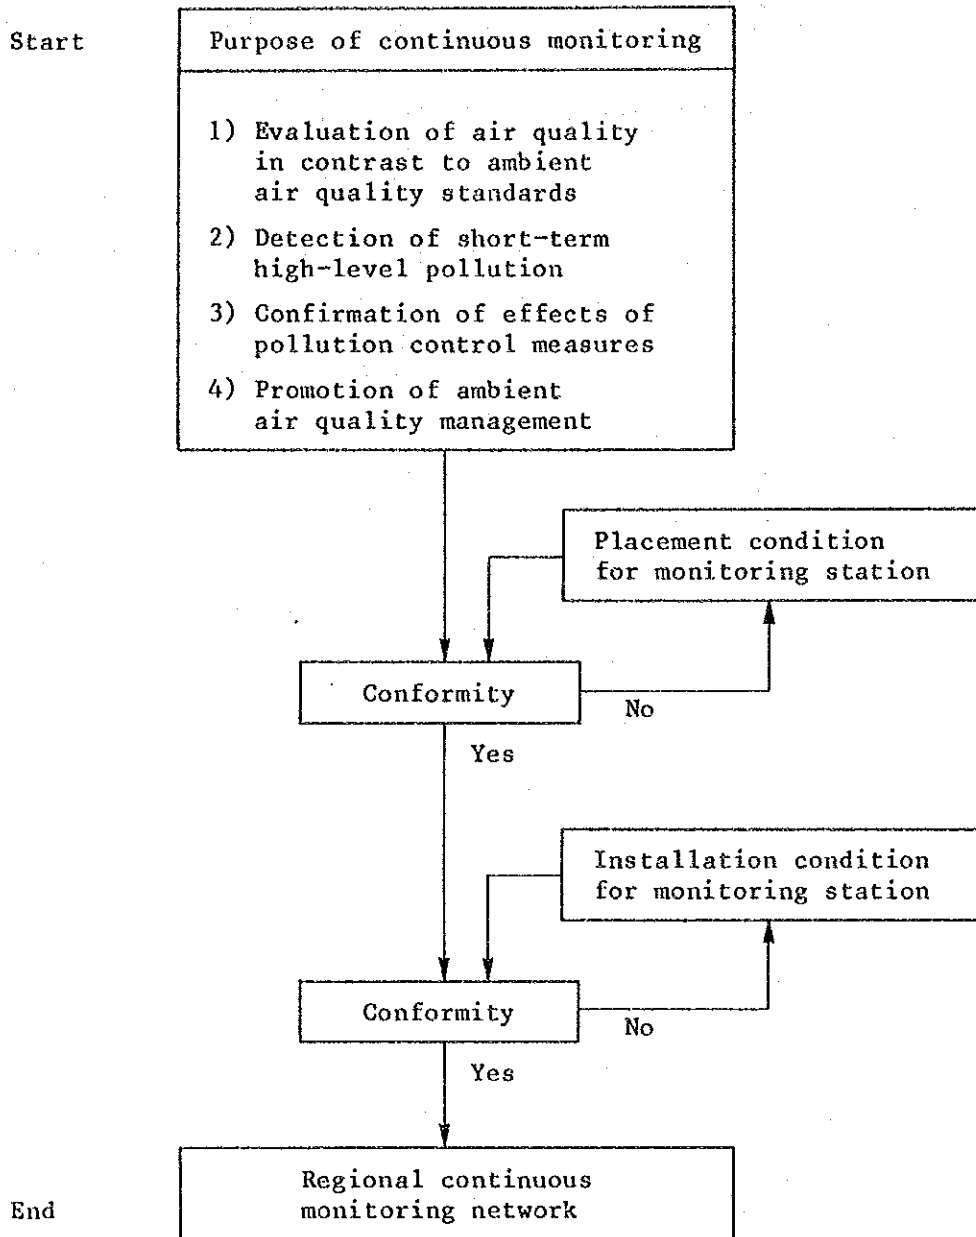 Start
Purpose of continuous monitoring
1) Evaluation of air quality
in contrast to ambient
air quality standards
2) Detection of short-term
high-level pollution
3) Confirmation of effects of
pollution control measures
4) Promotion of ambient
air quality management
Placement condition
for monitoring station
Conformity
No
Yes
Installation condition
for monitoring station
Conformity
No
Yes
Regional continuous
monitoring network
End